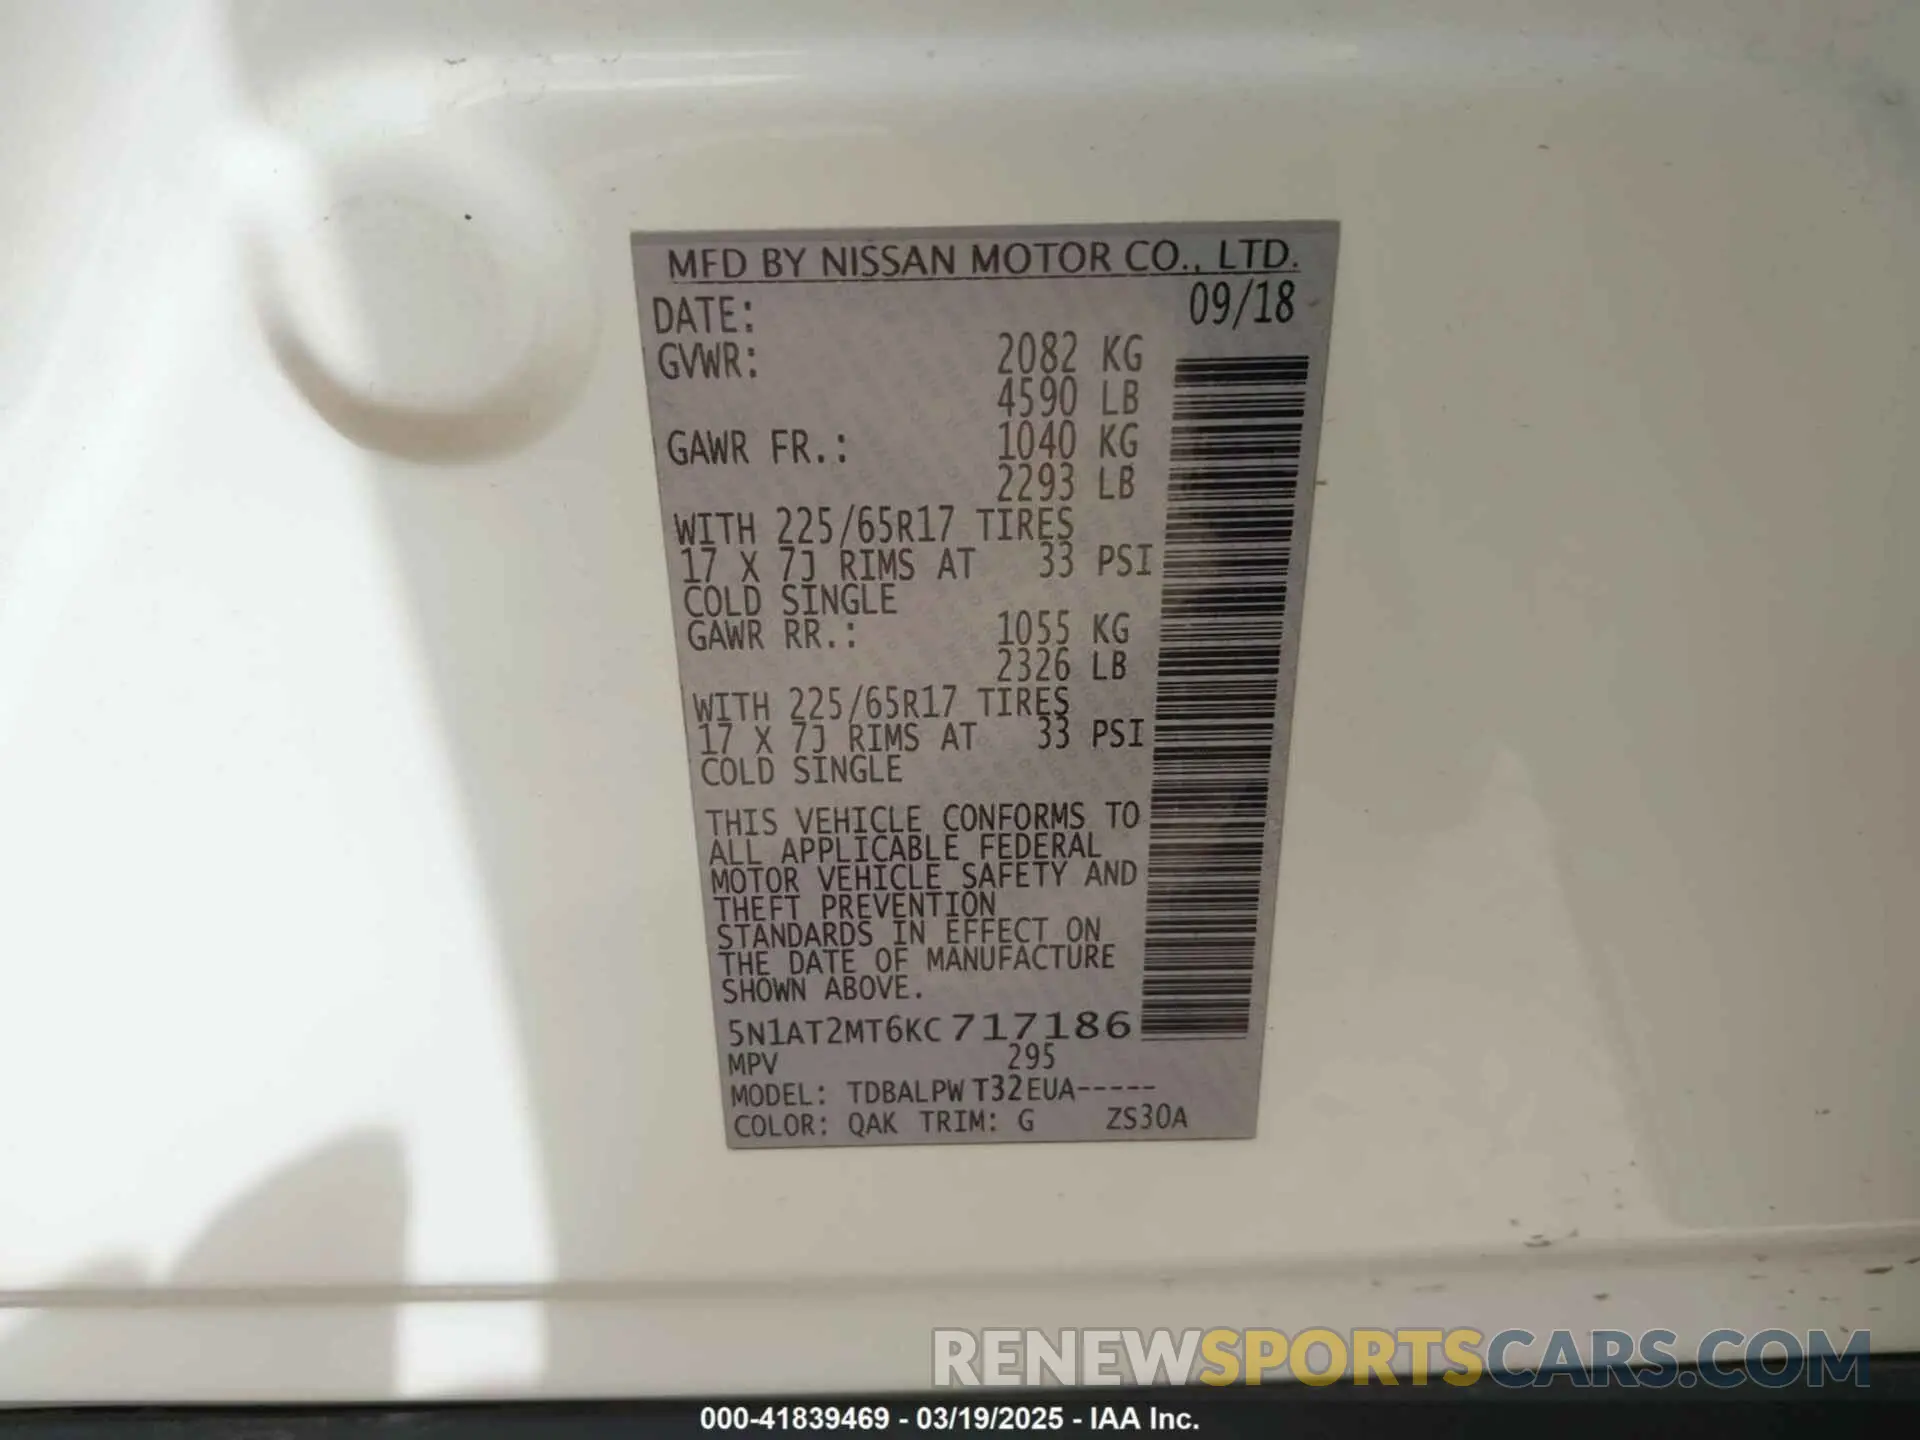 MFD BY NISSAN MOTOR CO., LTD.
DATE: 09/18
GVWR: 2082 KG
4590 LB
GAWR FR.: 1040 KG
2293 LB
WITH 225/65R17 TIRES
17 X 7J RIMS AT 33 PSI
COLD SINGLE
GAWR RR.: 1055 KG
2326 LB
WITH 225/65R17 TIRES
17 X 7J RIMS AT 33 PSI
COLD SINGLE
THIS VEHICLE CONFORMS TO
ALL APPLICABLE FEDERAL
MOTOR VEHICLE SAFETY AND
THEFT PREVENTION
STANDARDS IN EFFECT ON
THE DATE OF MANUFACTURE
SHOWN ABOVE.
5N1AT2MT6KC717186
MPV 295
MODEL: TDBALPW T32EUA-----
COLOR: QAK TRIM: G ZS30A
RENEWSPORTSCARS.COM
000-41839469 - 03/19/2025 - IAA Inc.